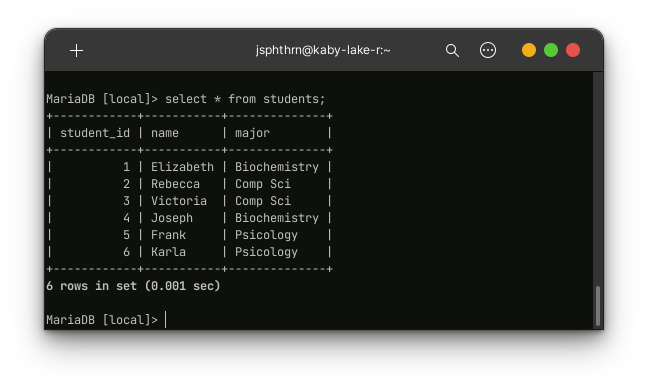 jsphthrn@kaby-lake-r:~
MariaDB [local]> select * from students;
+------------+-----------+--------------+
| student_id | name      | major        |
+------------+-----------+--------------+
|          1 | Elizabeth | Biochemistry |
|          2 | Rebecca   | Comp Sci     |
|          3 | Victoria  | Comp Sci     |
|          4 | Joseph    | Biochemistry |
|          5 | Frank     | Psicology    |
|          6 | Karla     | Psicology    |
+------------+-----------+--------------+
6 rows in set (0.001 sec)
MariaDB [local]>